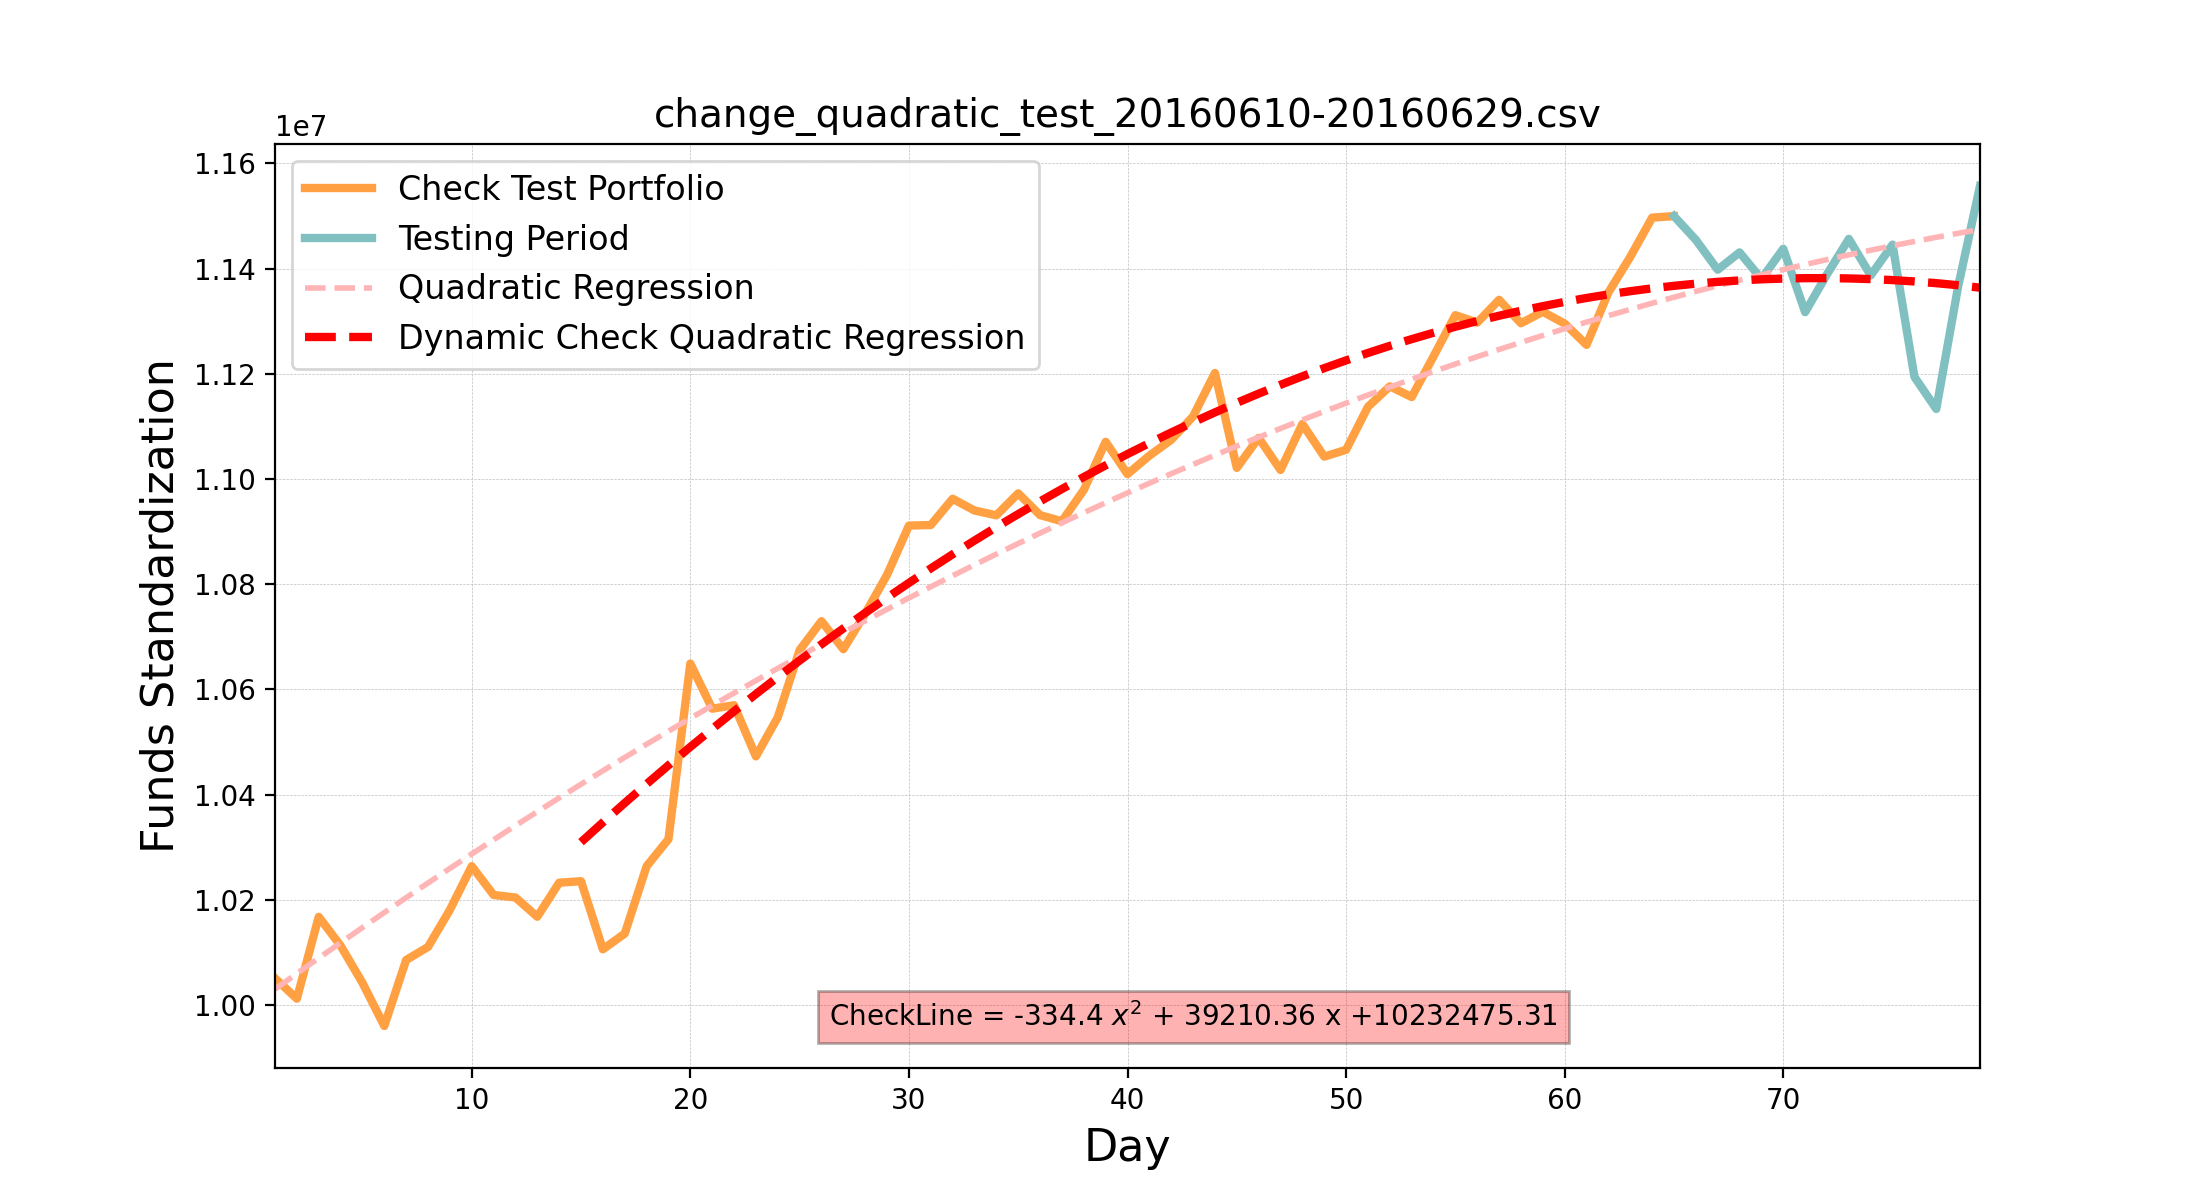 change_quadratic_test_20160610-20160629.csv
1e7
1.16
1.14
1.12
1.10
1.08
1.06
1.04
1.02
1.00
Funds Standardization
Check Test Portfolio
Testing Period
Quadratic Regression
Dynamic Check Quadratic Regression
CheckLine = -334.4 x² + 39210.36 x +10232475.31
10 20 30 40 50 60 70
Day